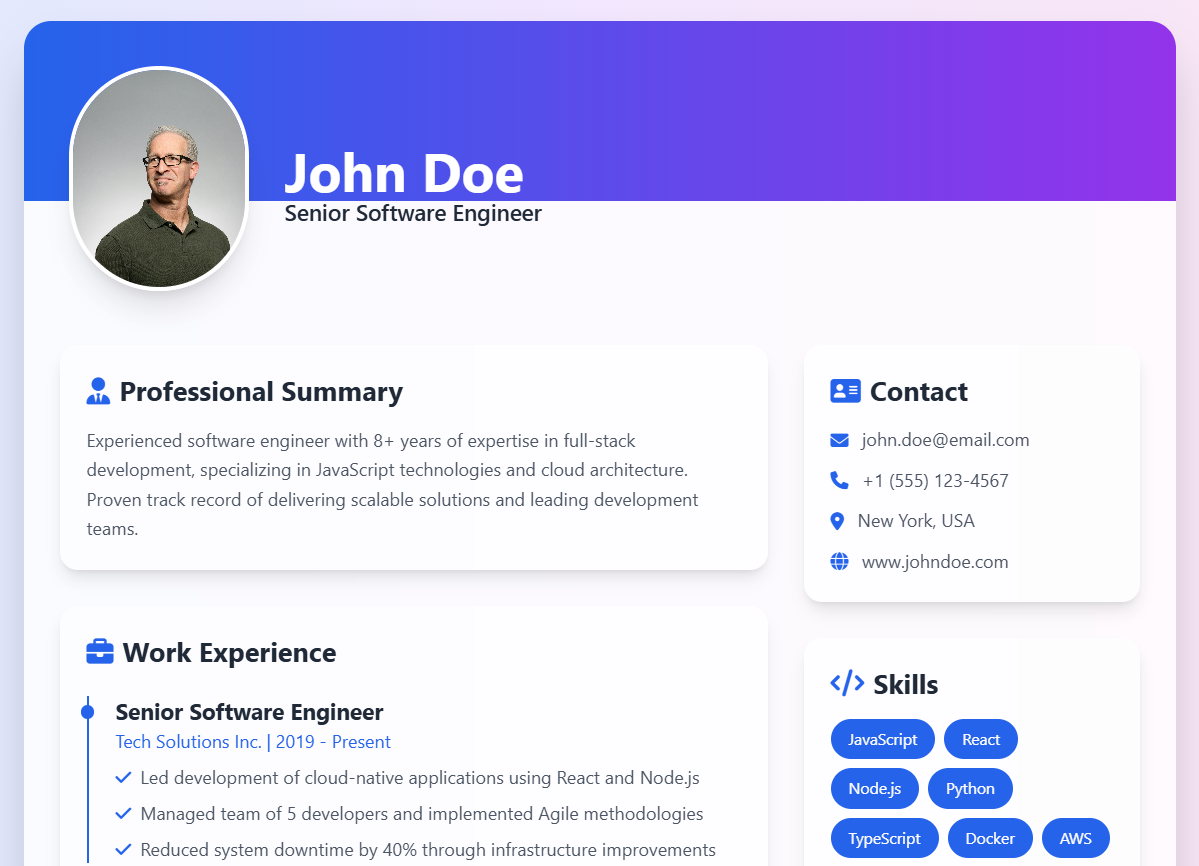 John Doe
Senior Software Engineer
Professional Summary
Experienced software engineer with 8+ years of expertise in full-stack
development, specializing in JavaScript technologies and cloud architecture.
Proven track record of delivering scalable solutions and leading development
teams.
Work Experience
Senior Software Engineer
Tech Solutions Inc. | 2019 - Present
Led development of cloud-native applications using React and Node.js
Managed team of 5 developers and implemented Agile methodologies
Reduced system downtime by 40% through infrastructure improvements
Contact
john.doe@email.com
+1 (555) 123-4567
New York, USA
www.johndoe.com
Skills
JavaScript React
Node.js Python
TypeScript Docker AWS